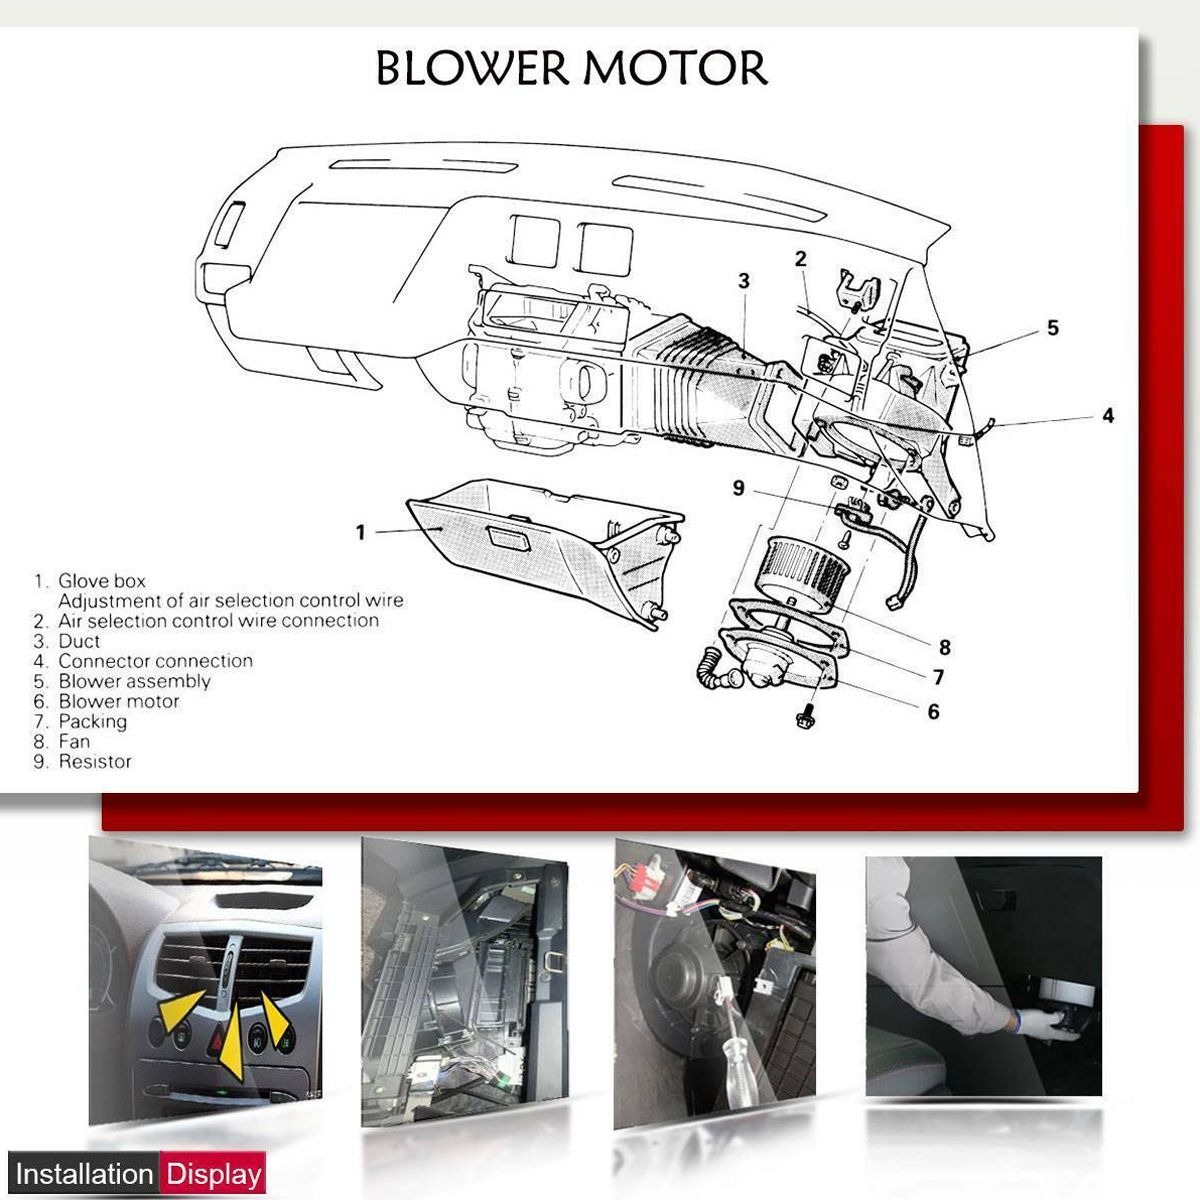 BLOWER MOTOR
2
3
5
4
9
1
8
7
6
1. Glove box
Adjustment of air selection control wire
2. Air selection control wire connection
3. Duct
4. Connector connection
5. Blower assembly
6. Blower motor
7. Packing
8. Fan
9. Resistor
Installation Display